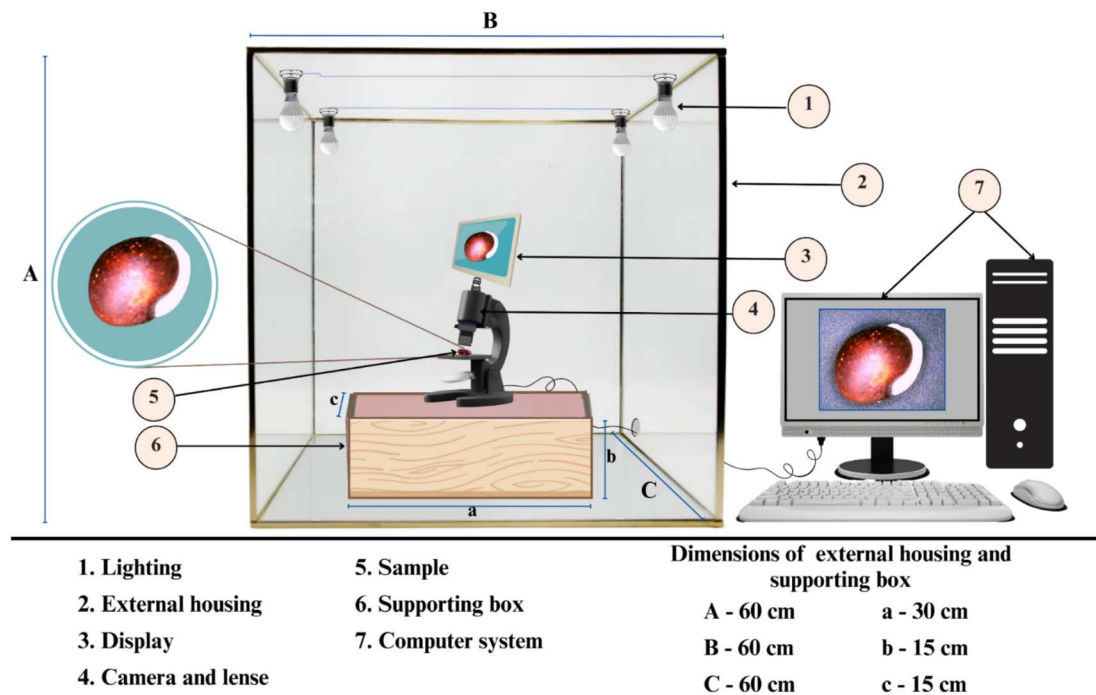 B
1
2
7
A
3
4
5
c
6
b
C
a
1. Lighting
2. External housing
3. Display
4. Camera and lense
5. Sample
6. Supporting box
7. Computer system
Dimensions of external housing and
supporting box
A - 60 cm
a - 30 cm
B - 60 cm
b - 15 cm
C - 60 cm
c - 15 cm